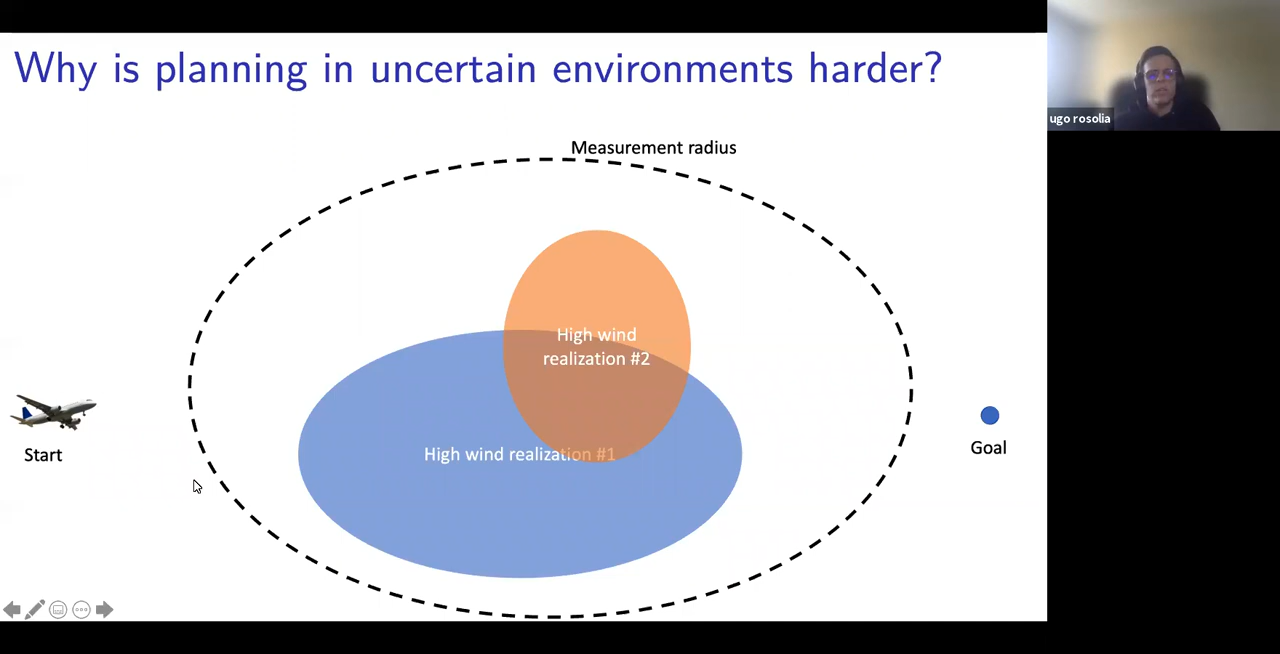 Why is planning in uncertain environments harder?
ugo rosolia
Measurement radius
High wind
realization #2
High wind realization #1
Start
Goal